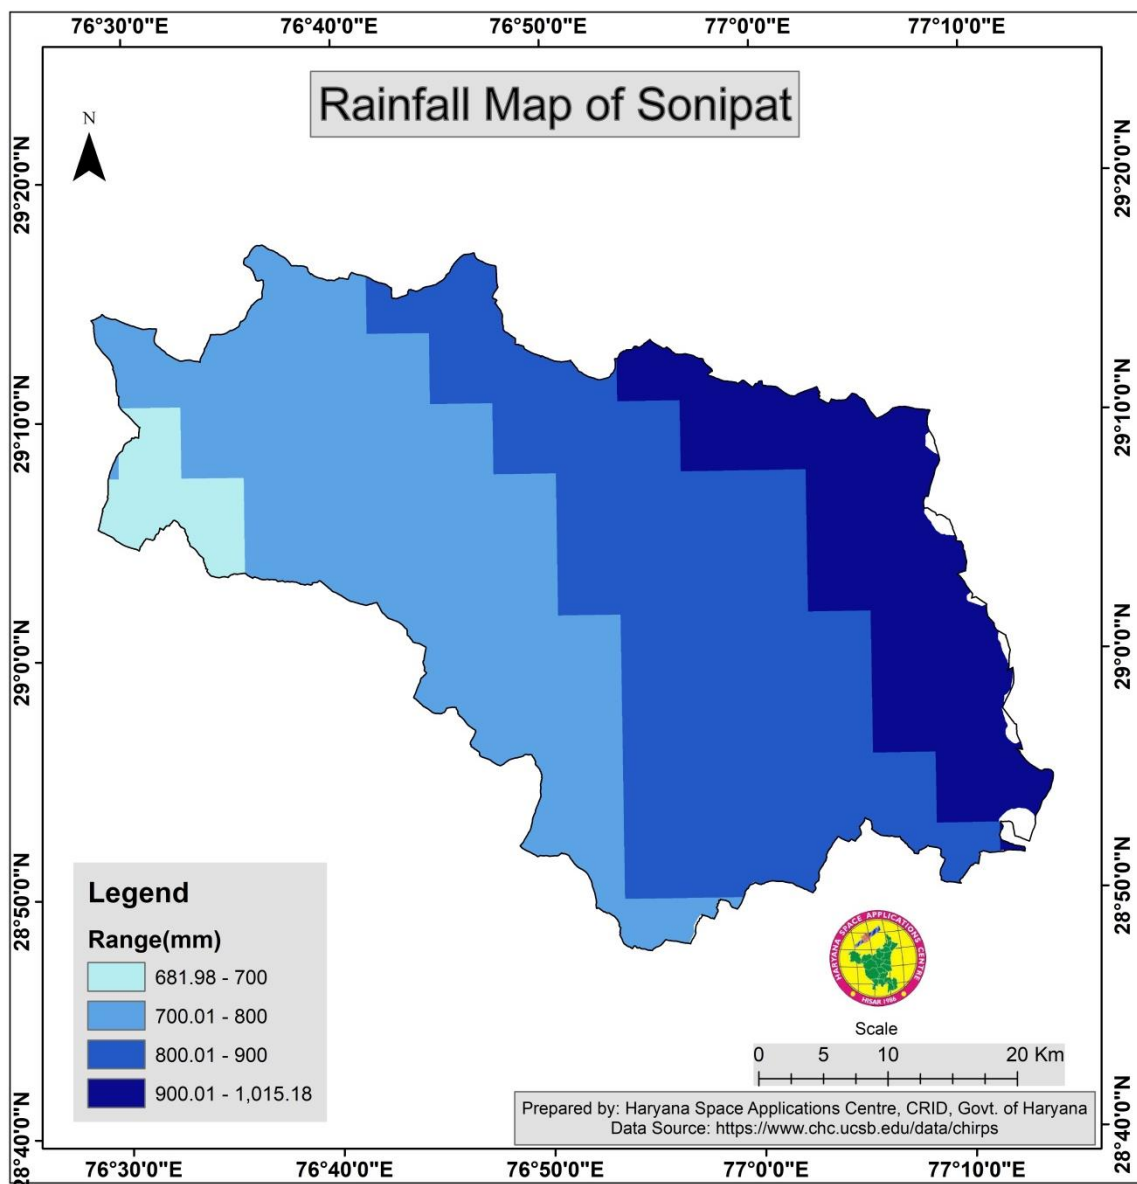 76°30'0"E 76°40'0"E 76°50'0"E 77°0'0"E 77°10'0"E
Rainfall Map of Sonipat
N
29°20'0"N
29°20'0"N
29°10'0"N
29°10'0"N
29°0'0"N
29°0'0"N
28°50'0"N
28°50'0"N
28°40'0"N
28°40'0"N
Legend
Range(mm)
681.98 - 700
700.01 - 800
800.01 - 900
900.01 - 1,015.18
HARYANA SPACE APPLICATIONS CENTRE
HISAR 1986
Scale
0 5 10 20 Km
Prepared by: Haryana Space Applications Centre, CRID, Govt. of Haryana
Data Source: https://www.chc.ucsb.edu/data/chirps
76°30'0"E 76°40'0"E 76°50'0"E 77°0'0"E 77°10'0"E